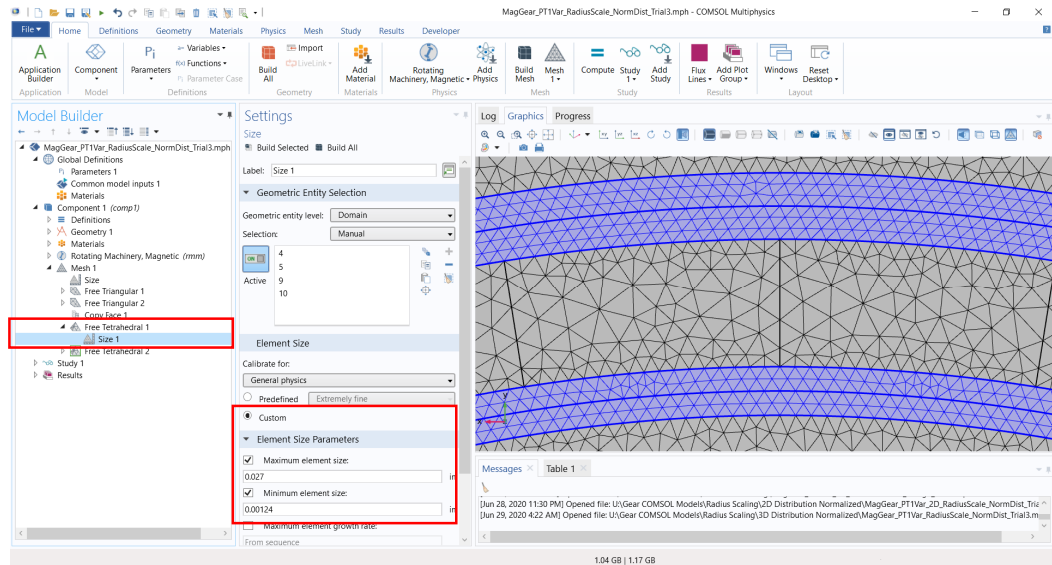 MagGear_PT1Var_RadiusScale_NormDist_Trial3.mph - COMSOL Multiphysics
File Home Definitions Geometry Materials Physics Mesh Study Results Developer
Application Builder
Component
Pi Parameters
a= Variables
f(x) Functions
Pi Parameter Case
Build All
Import
LiveLink
Add Material
Rotating Machinery, Magnetic
Add Physics
Build Mesh
Mesh 1
Compute
Study 1
Add Study
Flux Lines
Add Plot Group
Windows
Reset Desktop
Application Model Definitions Geometry Materials Physics Mesh Study Results Layout
Model Builder
MagGear_PT1Var_RadiusScale_NormDist_Trial3.mph
Global Definitions
Pi Parameters 1
Common model inputs 1
Materials
Component 1 (comp1)
Definitions
Geometry 1
Materials
Rotating Machinery, Magnetic (rmm)
Mesh 1
Size
Free Triangular 1
Free Triangular 2
Copy Face 1
Free Tetrahedral 1
Size 1
Free Tetrahedral 2
Study 1
Results
Settings
Size
Build Selected Build All
Label: Size 1
Geometric Entity Selection
Geometric entity level: Domain
Selection: Manual
ON
Active
4
5
9
10
Element Size
Calibrate for:
General physics
Predefined Extremely fine
Custom
Element Size Parameters
Maximum element size:
0.027 in
Minimum element size:
0.00124 in
Maximum element growth rate:
From sequence
Log Graphics Progress
y
x
Messages Table 1
[Jun 28, 2020 11:30 PM] Opened file: U:\Gear COMSOL Models\Radius Scaling\2D Distribution Normalized\MagGear_PT1Var_2D_RadiusScale_NormDist_Tria
[Jun 29, 2020 4:22 AM] Opened file: U:\Gear COMSOL Models\Radius Scaling\3D Distribution Normalized\MagGear_PT1Var_RadiusScale_NormDist_Trial3.m
1.04 GB | 1.17 GB